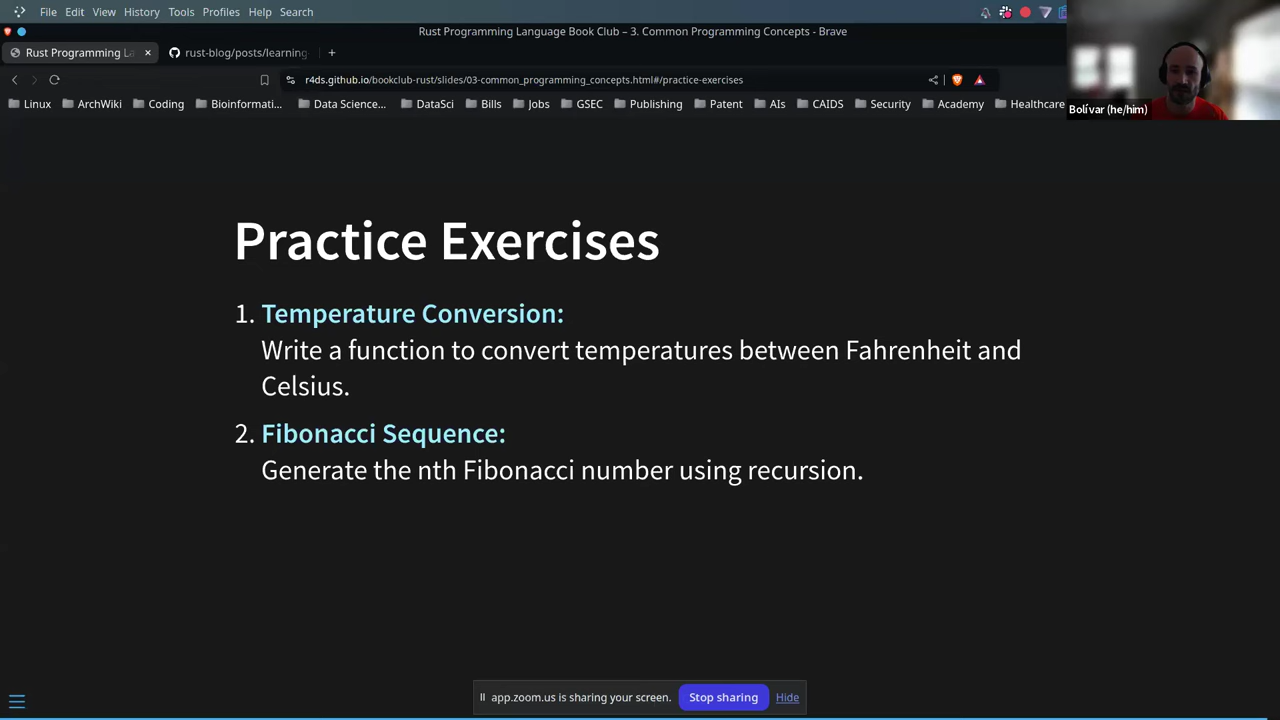 File Edit View History Tools Profiles Help Search
Rust Programming Language Book Club – 3. Common Programming Concepts - Brave
Rust Programming La
rust-blog/posts/learning
r4ds.github.io/bookclub-rust/slides/03-common_programming_concepts.html#/practice-exercises
Linux ArchWiki Coding Bioinformati... Data Science... DataSci Bills Jobs GSEC Publishing Patent AIs CAIDS Security Academy Healthcare
Bolívar (he/him)
Practice Exercises
1. Temperature Conversion:
Write a function to convert temperatures between Fahrenheit and
Celsius.
2. Fibonacci Sequence:
Generate the nth Fibonacci number using recursion.
app.zoom.us is sharing your screen. Stop sharing Hide